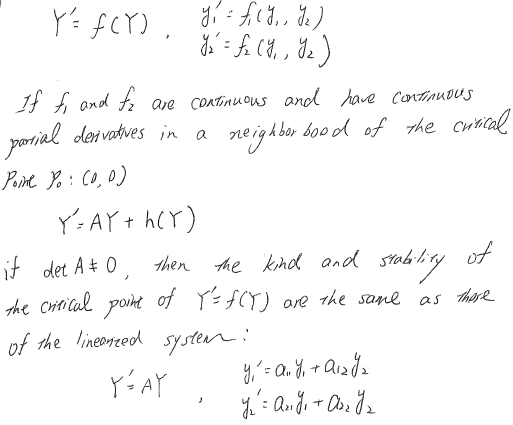 Y' = f(Y) , y₁' = f₁(y₁, y₂)
y₂' = f₂(y₁, y₂)
If f₁ and f₂ are continuous and have continuous
partial derivatives in a neighborhood of the critical
Point P₀ : (0, 0)
Y' = AY + h(Y)
if det A ≠ 0, then the kind and stability of
the critical point of Y' = f(Y) are the same as those
of the linearized system :
Y' = AY , y₁' = a₁₁y₁ + a₁₂y₂
y₂' = a₂₁y₁ + a₂₂y₂